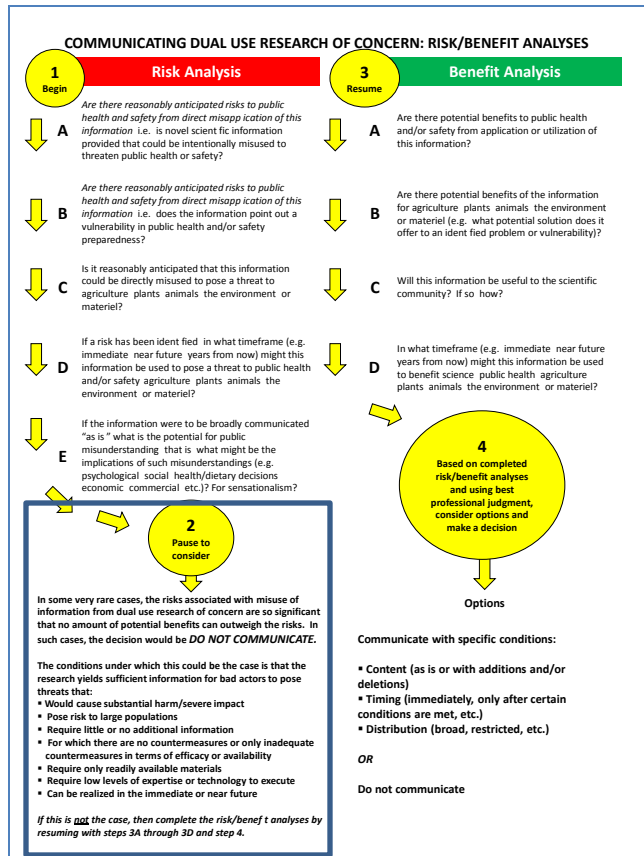 COMMUNICATING DUAL USE RESEARCH OF CONCERN: RISK/BENEFIT ANALYSES
1
Begin
Risk Analysis
A
Are there reasonably anticipated risks to public
health and safety from direct misapp ication of this
information i.e. is novel scient fic information
provided that could be intentionally misused to
threaten public health or safety?
B
Are there reasonably anticipated risks to public
health and safety from direct misapp ication of this
information i.e. does the information point out a
vulnerability in public health and/or safety
preparedness?
C
Is it reasonably anticipated that this information
could be directly misused to pose a threat to
agriculture plants animals the environment or
materiel?
D
If a risk has been ident fied in what timeframe (e.g.
immediate near future years from now) might this
information be used to pose a threat to public health
and/or safety agriculture plants animals the
environment or materiel?
E
If the information were to be broadly communicated
“as is” what is the potential for public
misunderstanding that is what might be the
implications of such misunderstandings (e.g.
psychological social health/dietary decisions
economic commercial etc.)? For sensationalism?
2
Pause to
consider
In some very rare cases, the risks associated with misuse of
information from dual use research of concern are so significant
that no amount of potential benefits can outweigh the risks. In
such cases, the decision would be DO NOT COMMUNICATE.
The conditions under which this could be the case is that the
research yields sufficient information for bad actors to pose
threats that:
▪ Would cause substantial harm/severe impact
▪ Pose risk to large populations
▪ Require little or no additional information
▪ For which there are no countermeasures or only inadequate
countermeasures in terms of efficacy or availability
▪ Require only readily available materials
▪ Require low levels of expertise or technology to execute
▪ Can be realized in the immediate or near future
If this is not the case, then complete the risk/benef t analyses by
resuming with steps 3A through 3D and step 4.
3
Resume
Benefit Analysis
A
Are there potential benefits to public health
and/or safety from application or utilization of
this information?
B
Are there potential benefits of the information
for agriculture plants animals the environment
or materiel (e.g. what potential solution does it
offer to an ident fied problem or vulnerability)?
C
Will this information be useful to the scientific
community? If so how?
D
In what timeframe (e.g. immediate near future
years from now) might this information be used
to benefit science public health agriculture
plants animals the environment or materiel?
4
Based on completed
risk/benefit analyses
and using best
professional judgment,
consider options and
make a decision
Options
Communicate with specific conditions:
▪ Content (as is or with additions and/or
deletions)
▪ Timing (immediately, only after certain
conditions are met, etc.)
▪ Distribution (broad, restricted, etc.)
OR
Do not communicate